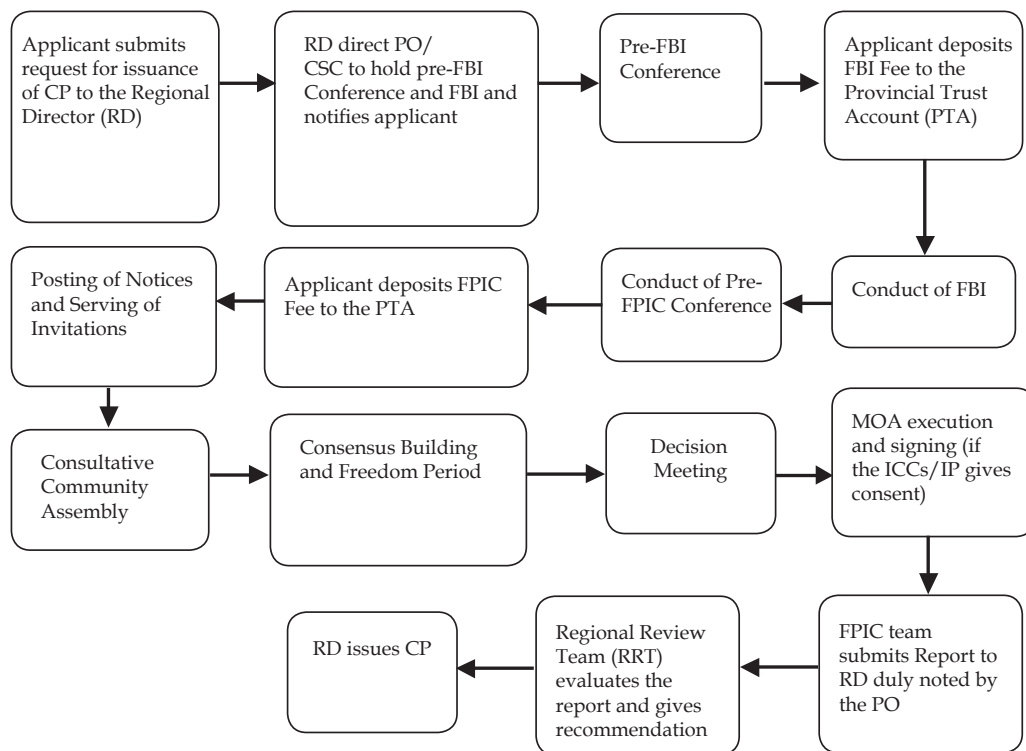 Applicant submits
request for issuance
of CP to the Regional
Director (RD)
RD direct PO/
CSC to hold pre-FBI
Conference and FBI and
notifies applicant
Pre-FBI
Conference
Applicant deposits
FBI Fee to the
Provincial Trust
Account (PTA)
Conduct of FBI
Conduct of Pre-
FPIC Conference
Applicant deposits FPIC
Fee to the PTA
Posting of Notices
and Serving of
Invitations
Consultative
Community
Assembly
Consensus Building
and Freedom Period
Decision
Meeting
MOA execution
and signing (if
the ICCs/IP gives
consent)
FPIC team
submits Report to
RD duly noted by
the PO
Regional Review
Team (RRT)
evaluates the
report and gives
recommendation
RD issues CP